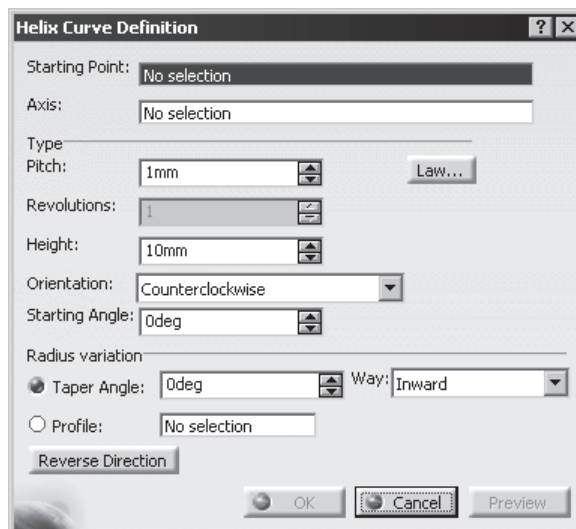 Helix Curve Definition ? X
Starting Point: No selection
Axis: No selection
Type
Pitch: 1mm Law...
Revolutions: 1
Height: 10mm
Orientation: Counterclockwise
Starting Angle: 0deg
Radius variation
Taper Angle: 0deg Way: Inward
Profile: No selection
Reverse Direction
OK Cancel Preview